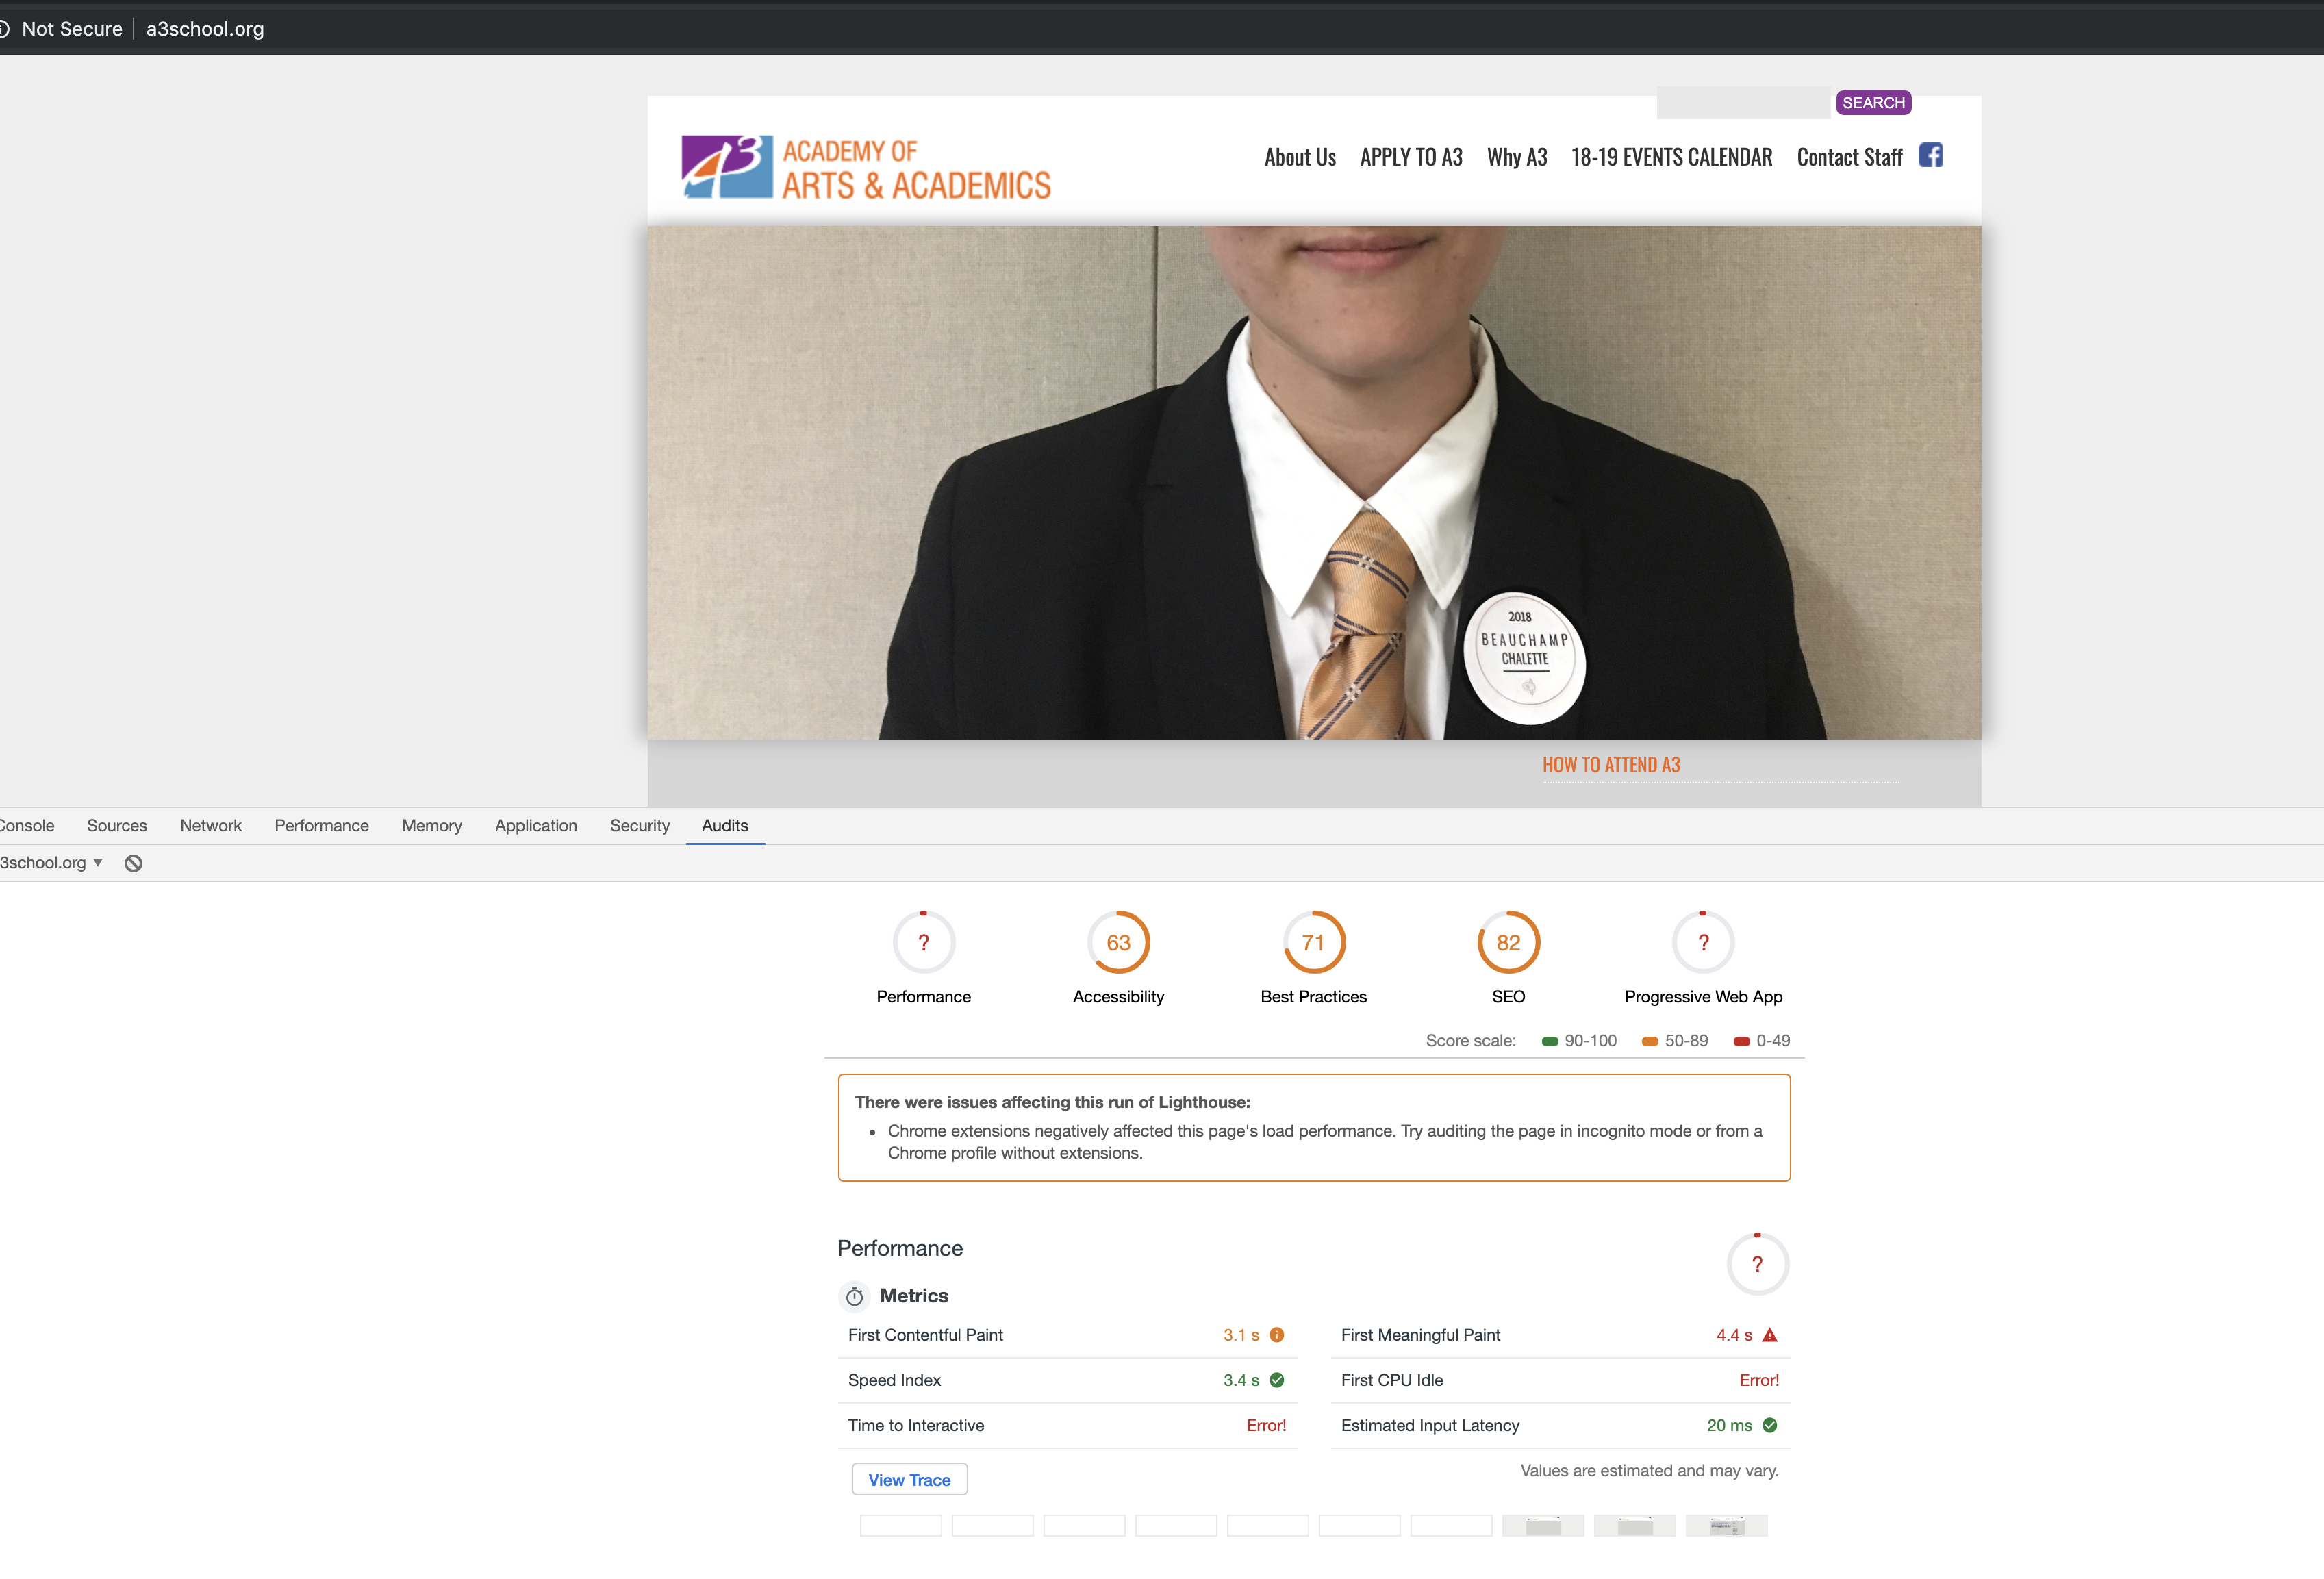 Not Secure | a3school.org
SEARCH
A3 ACADEMY OF
ARTS & ACADEMICS
About Us APPLY TO A3 Why A3 18-19 EVENTS CALENDAR Contact Staff f
2018
BEAUCHAMP
CHALETTE
HOW TO ATTEND A3
Console Sources Network Performance Memory Application Security Audits
3school.org ▼
? 63 71 82 ?
Performance Accessibility Best Practices SEO Progressive Web App
Score scale: 90-100 50-89 0-49
There were issues affecting this run of Lighthouse:
• Chrome extensions negatively affected this page's load performance. Try auditing the page in incognito mode or from a
Chrome profile without extensions.
Performance ?
Metrics
First Contentful Paint 3.1 s First Meaningful Paint 4.4 s
Speed Index 3.4 s First CPU Idle Error!
Time to Interactive Error! Estimated Input Latency 20 ms
View Trace Values are estimated and may vary.